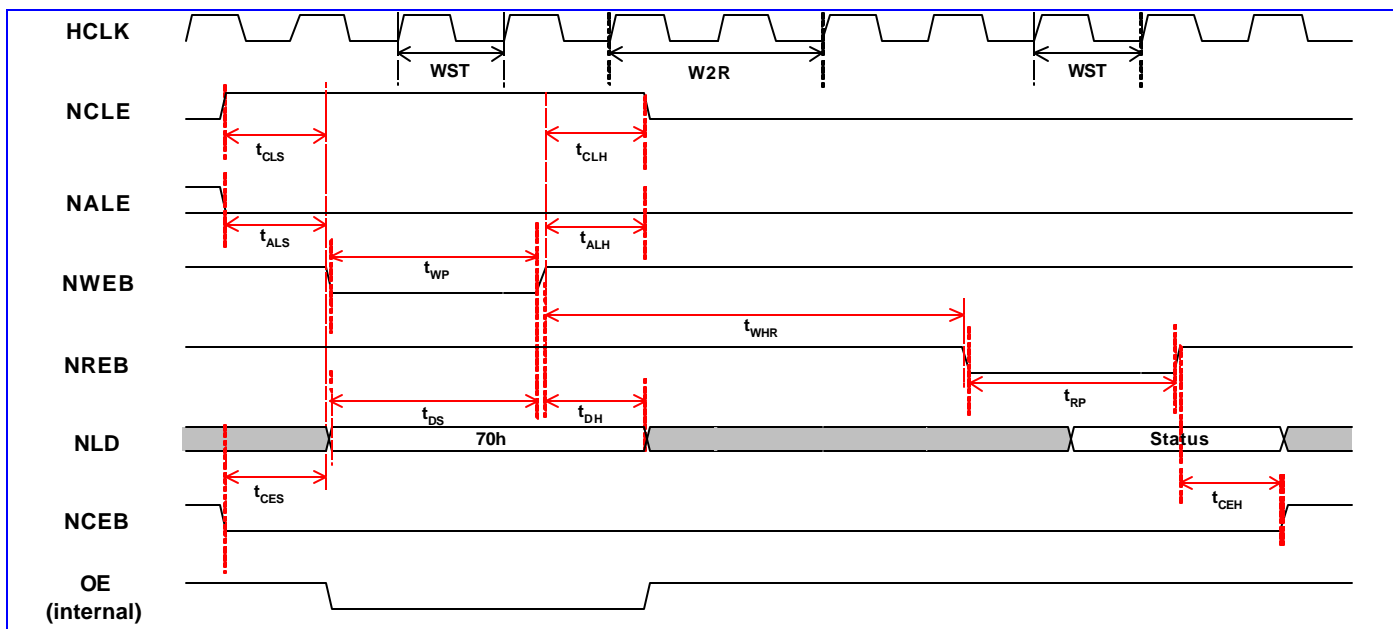 HCLK
WST
W2R
WST
NCLE
tCLS
tCLH
NALE
tALS
tALH
tWP
NWEB
tWHR
NREB
tDS
tDH
tRP
NLD
70h
Status
tCES
tCEH
NCEB
OE
(internal)